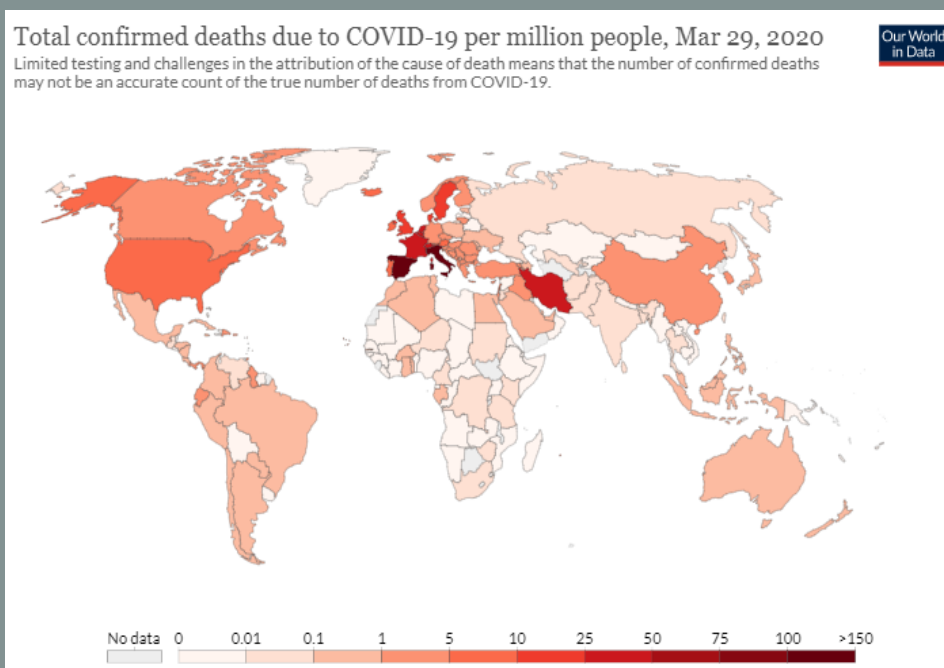 Total confirmed deaths due to COVID-19 per million people, Mar 29, 2020
Our World
in Data
Limited testing and challenges in the attribution of the cause of death means that the number of confirmed deaths
may not be an accurate count of the true number of deaths from COVID-19.
No data 0 0.01 0.1 1 5 10 25 50 75 100 >150